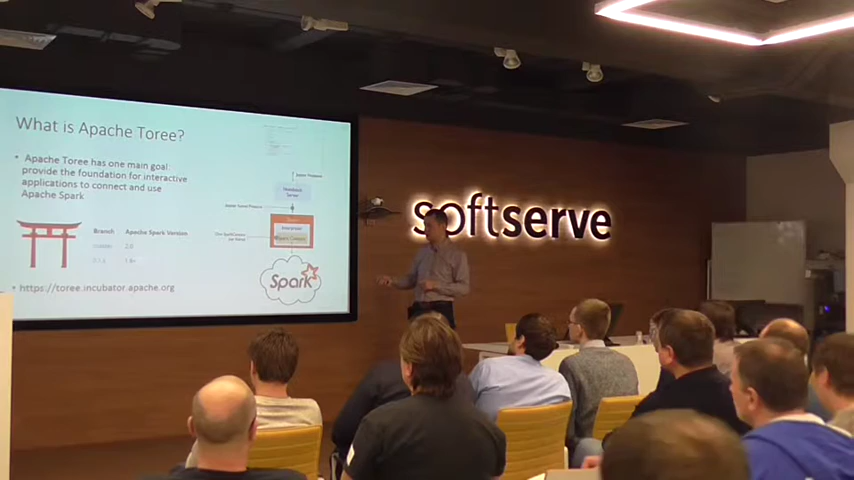 What is Apache Toree?
• Apache Toree has one main goal:
provide the foundation for interactive
applications to connect and use
Apache Spark
Branch Apache Spark Version
2.0
• https://toree.incubator.apache.org
Spark
softserve